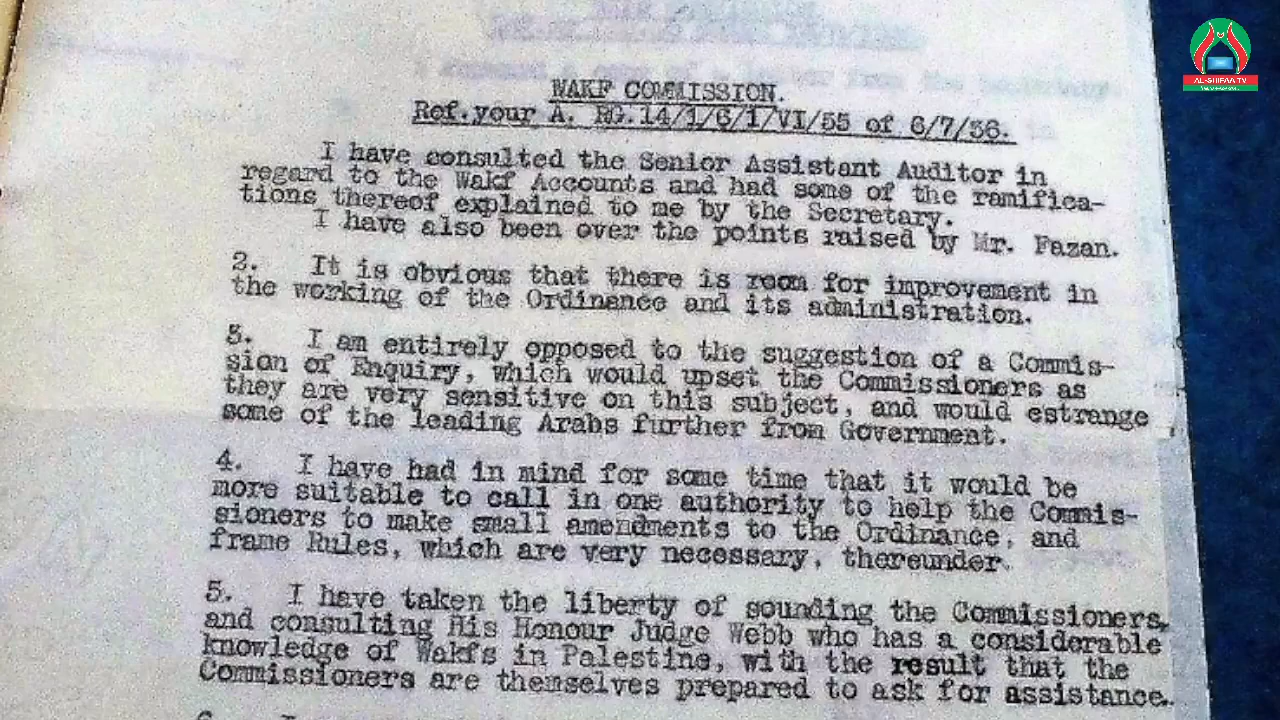 AL-SHIFAA TV
WAKF COMMISSION.
Ref.your A. RG.14/1/6/1/VI/55 of 6/7/36.
I have consulted the Senior Assistant Auditor in
regard to the Wakf Accounts and had some of the ramifica-
tions thereof explained to me by the Secretary.
I have also been over the points raised by Mr. Fazan.
2. It is obvious that there is room for improvement in
the working of the Ordinance and its administration.
3. I am entirely opposed to the suggestion of a Commis-
sion of Enquiry, which would upset the Commissioners as
they are very sensitive on this subject, and would estrange
some of the leading Arabs further from Government.
4. I have had in mind for some time that it would be
more suitable to call in one authority to help the Commis-
sioners to make small amendments to the Ordinance, and
frame Rules, which are very necessary, thereunder.
5. I have taken the liberty of sounding the Commissioners,
and consulting His Honour Judge Webb who has a considerable
knowledge of Wakfs in Palestine, with the result that the
Commissioners are themselves prepared to ask for assistance.